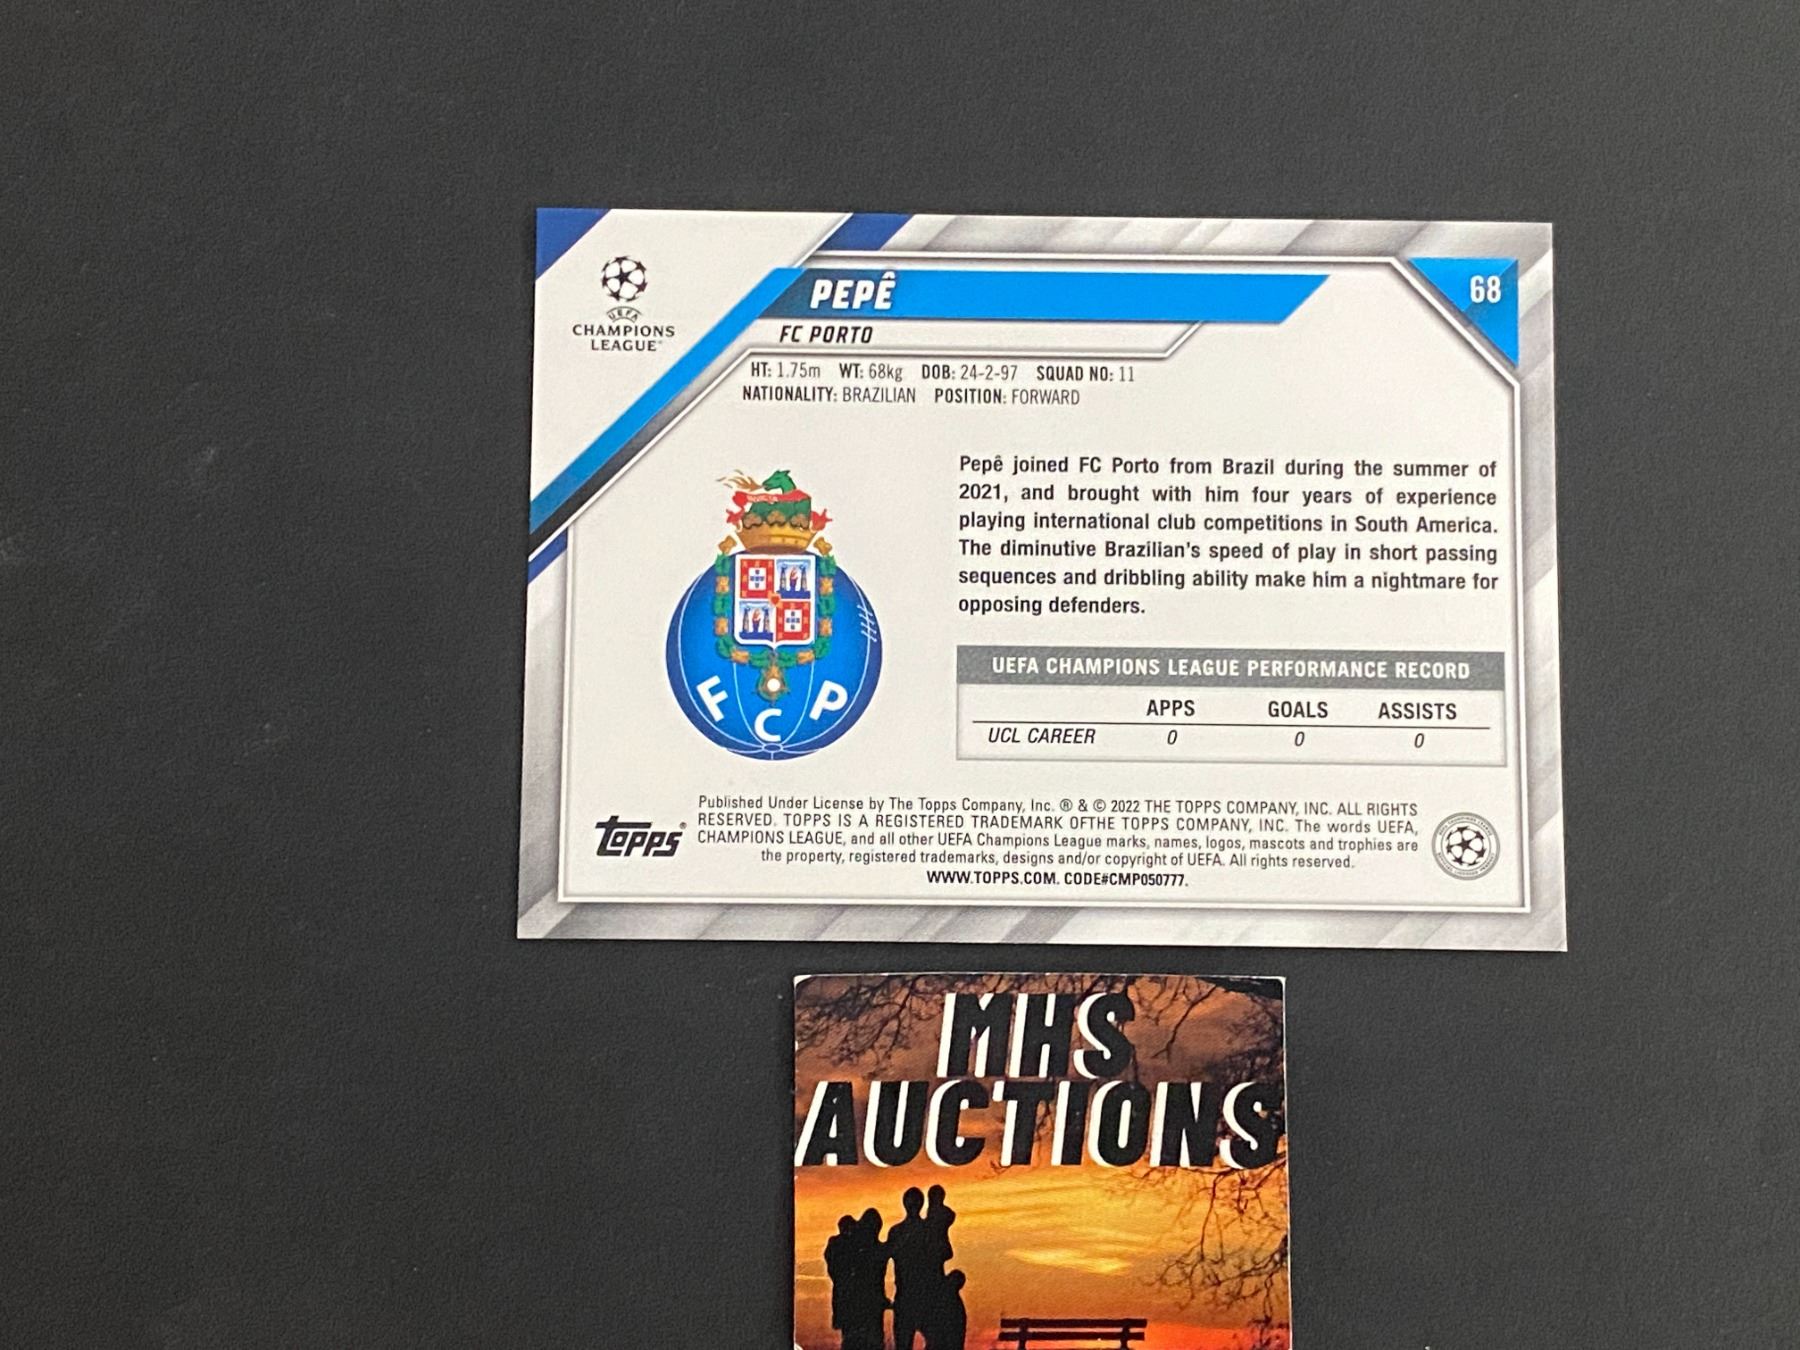 UEFA
CHAMPIONS
LEAGUE
PEPÊ
68
FC PORTO
HT: 1.75m WT: 68kg DOB: 24-2-97 SQUAD NO: 11
NATIONALITY: BRAZILIAN POSITION: FORWARD
Pepê joined FC Porto from Brazil during the summer of
2021, and brought with him four years of experience
playing international club competitions in South America.
The diminutive Brazilian's speed of play in short passing
sequences and dribbling ability make him a nightmare for
opposing defenders.
F C P
UEFA CHAMPIONS LEAGUE PERFORMANCE RECORD
APPS GOALS ASSISTS
UCL CAREER 0 0 0
topps®
Published Under License by The Topps Company, Inc. ® & © 2022 THE TOPPS COMPANY, INC. ALL RIGHTS
RESERVED. TOPPS IS A REGISTERED TRADEMARK OFTHE TOPPS COMPANY, INC. The words UEFA,
CHAMPIONS LEAGUE, and all other UEFA Champions League marks, names, logos, mascots and trophies are
the property, registered trademarks, designs and/or copyright of UEFA. All rights reserved.
WWW.TOPPS.COM. CODE#CMP050777.
MHS
AUCTIONS